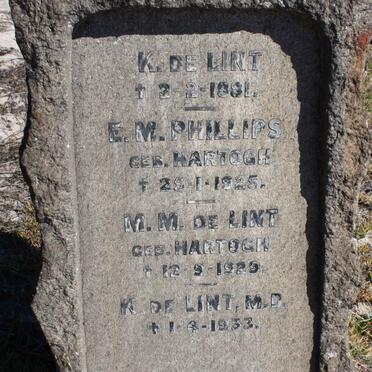 K. DE LINT
† 2-2-1881.
E. M. PHILLIPS
GEB. HARTOGH
† 25-1-1925.
M. M. DE LINT
GEB. HARTOGH
† 12-9-1929
K. DE LINT, M.D.
† 1-4-1933.